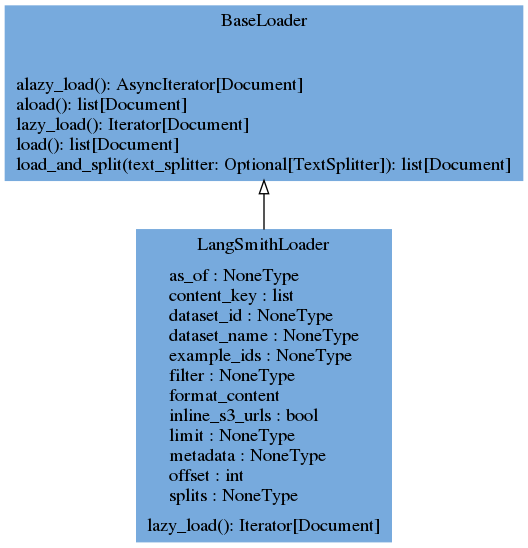 BaseLoader
alazy_load(): AsyncIterator[Document]
aload(): list[Document]
lazy_load(): Iterator[Document]
load(): list[Document]
load_and_split(text_splitter: Optional[TextSplitter]): list[Document]
LangSmithLoader
as_of : NoneType
content_key : list
dataset_id : NoneType
dataset_name : NoneType
example_ids : NoneType
filter : NoneType
format_content
inline_s3_urls : bool
limit : NoneType
metadata : NoneType
offset : int
splits : NoneType
lazy_load(): Iterator[Document]